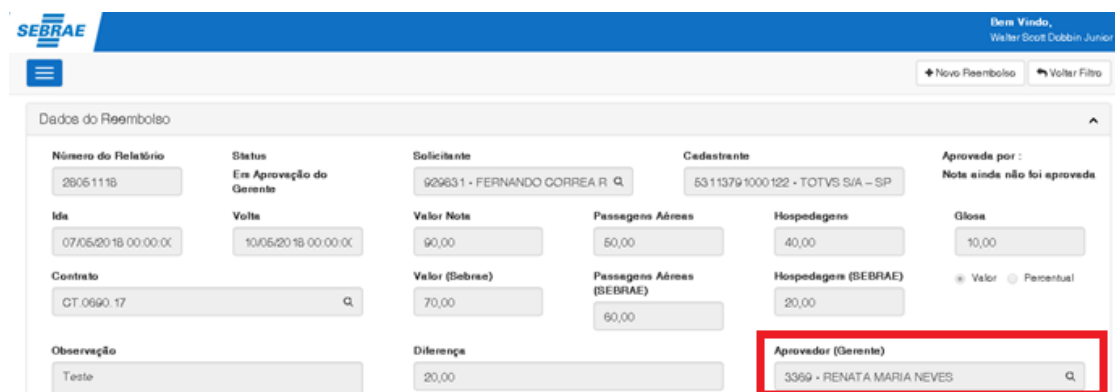 SEBRAE
Bem Vindo,
Walter Scott Dobbin Junior
Novo Reembolso
Voltar Filtro
Dados do Reembolso
Número do Relatório
Status
Solicitante
Cadastrante
Aprovada por :
28051118
Em Aprovação do
Gerente
929831 - FERNANDO CORREA R
53113791000122 - TOTVS S/A – SP
Nota ainda não foi aprovada
Ida
Volta
Valor Nota
Passagens Aéreas
Hospedagens
Glosa
07/05/2018 00:00:0
10/05/2018 00:00:0
90,00
50,00
40,00
10,00
Contrato
Valor (Sebrae)
Passagens Aéreas
(SEBRAE)
Hospedagem (SEBRAE)
Valor
Percentual
CT.0690.17
70,00
60,00
20,00
Observação
Diferença
Aprovador (Gerente)
Teste
20,00
3369 - RENATA MARIA NEVES